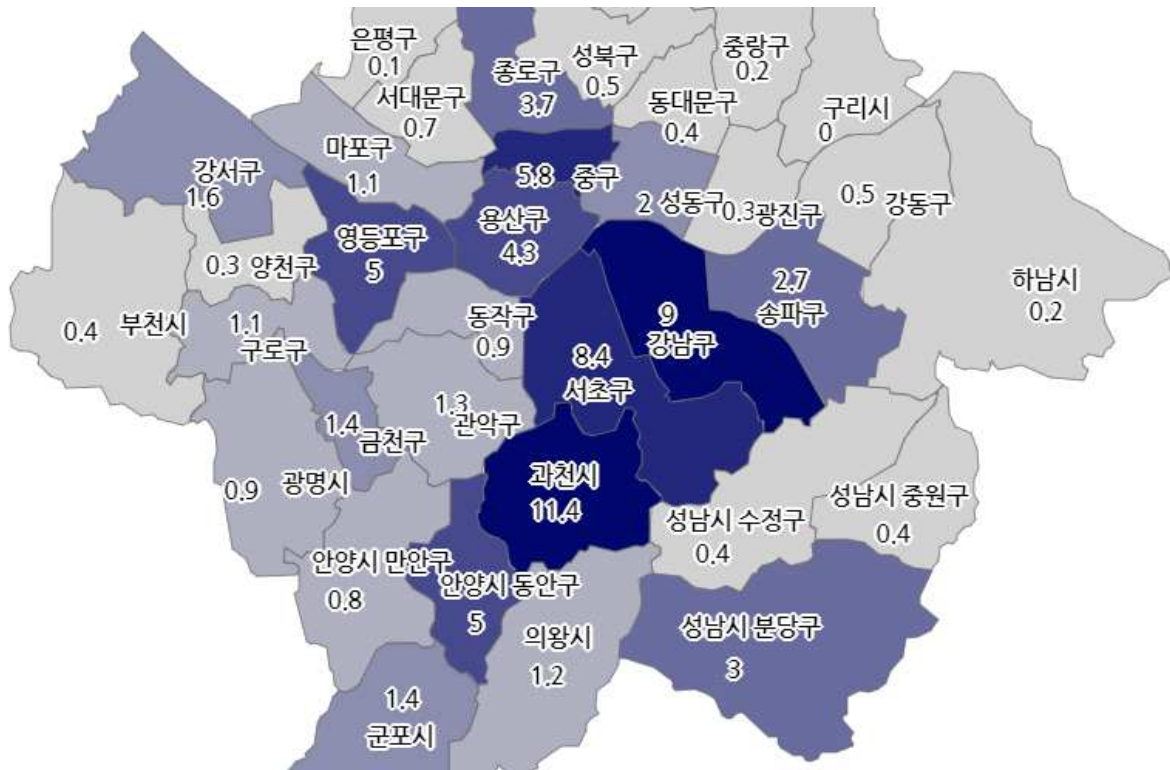 은평구
0.1
종로구
3.7
성북구
0.5
중랑구
0.2
서대문구
0.7
동대문구
0.4
구리시
0
마포구
1.1
강서구
1.6
5.8 중구
2 성동구
0.3 광진구
0.5 강동구
영등포구
5
용산구
4.3
0.3 양천구
2.7
송파구
하남시
0.2
0.4 부천시
1.1
구로구
동작구
0.9
9
강남구
8.4
서초구
1.4
금천구
1.3
관악구
0.9 광명시
과천시
11.4
성남시 수정구
0.4
성남시 중원구
0.4
안양시 만안구
0.8
안양시 동안구
5
의왕시
1.2
성남시 분당구
3
1.4
군포시